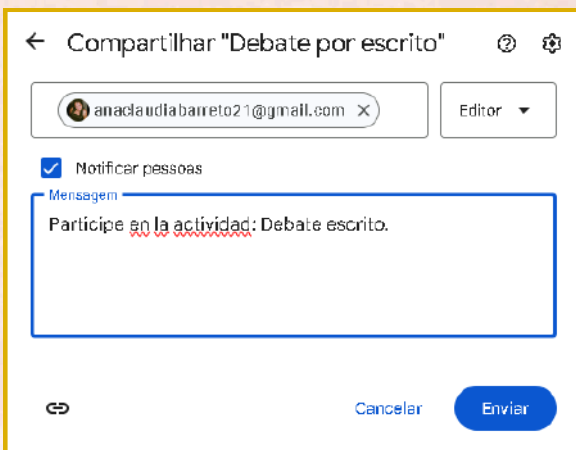 Compartilhar "Debate por escrito"
anaclaudiabarreto21@gmail.com
Editor
Notificar pessoas
Mensagem
Participe en la actividad: Debate escrito.
Cancelar
Enviar